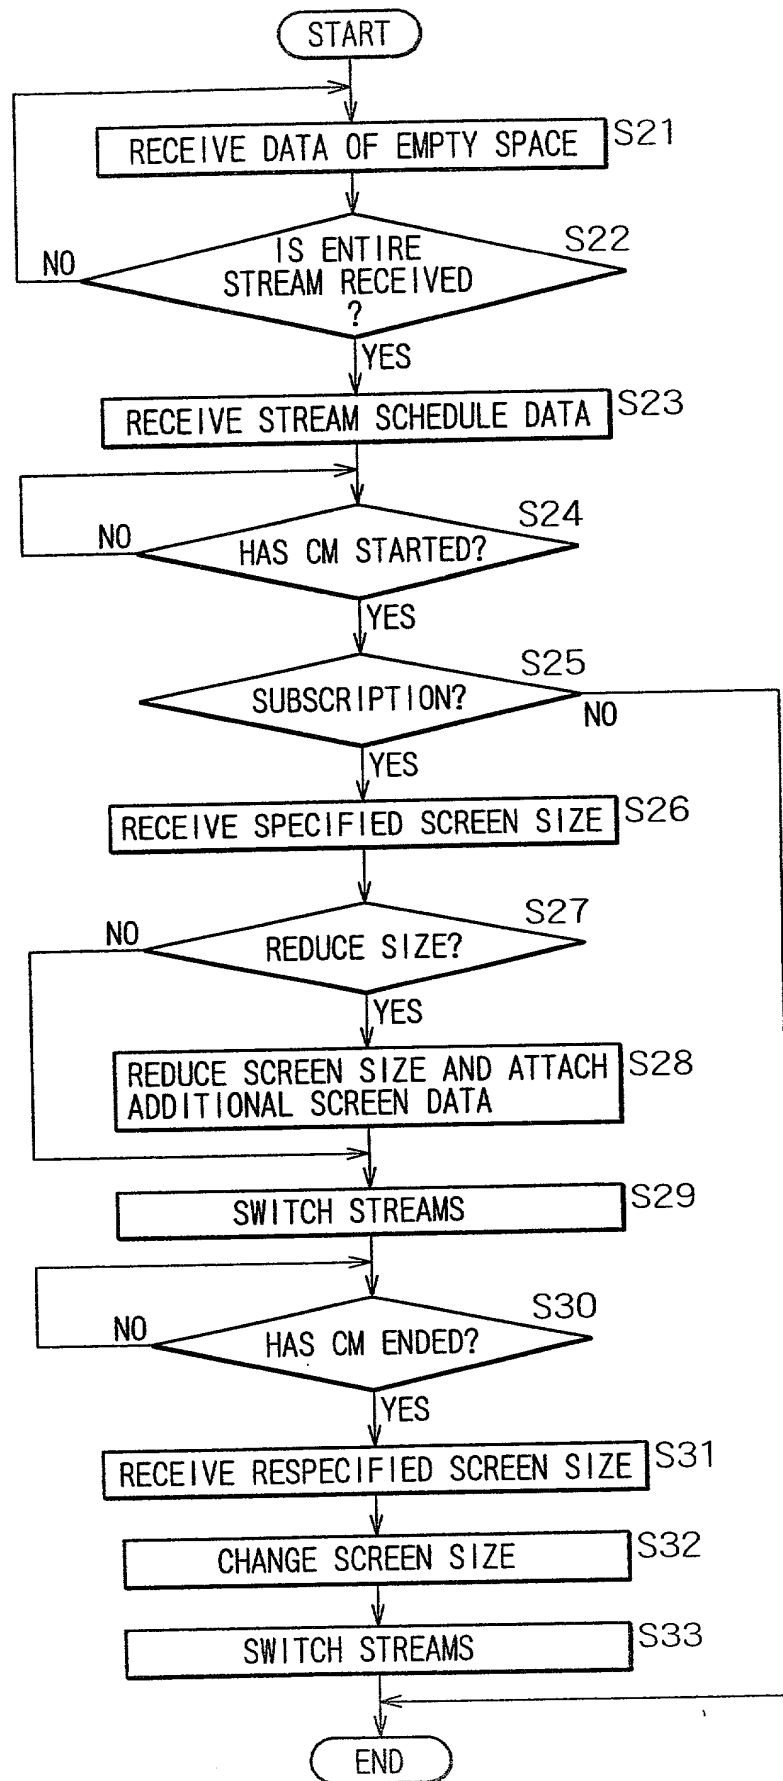 START
RECEIVE DATA OF EMPTY SPACE
S21
IS ENTIRE
STREAM RECEIVED
?
S22
NO
YES
RECEIVE STREAM SCHEDULE DATA
S23
HAS CM STARTED?
S24
NO
YES
SUBSCRIPTION?
S25
NO
YES
RECEIVE SPECIFIED SCREEN SIZE
S26
REDUCE SIZE?
S27
NO
YES
REDUCE SCREEN SIZE AND ATTACH
ADDITIONAL SCREEN DATA
S28
SWITCH STREAMS
S29
HAS CM ENDED?
S30
NO
YES
RECEIVE RESPECIFIED SCREEN SIZE
S31
CHANGE SCREEN SIZE
S32
SWITCH STREAMS
S33
END